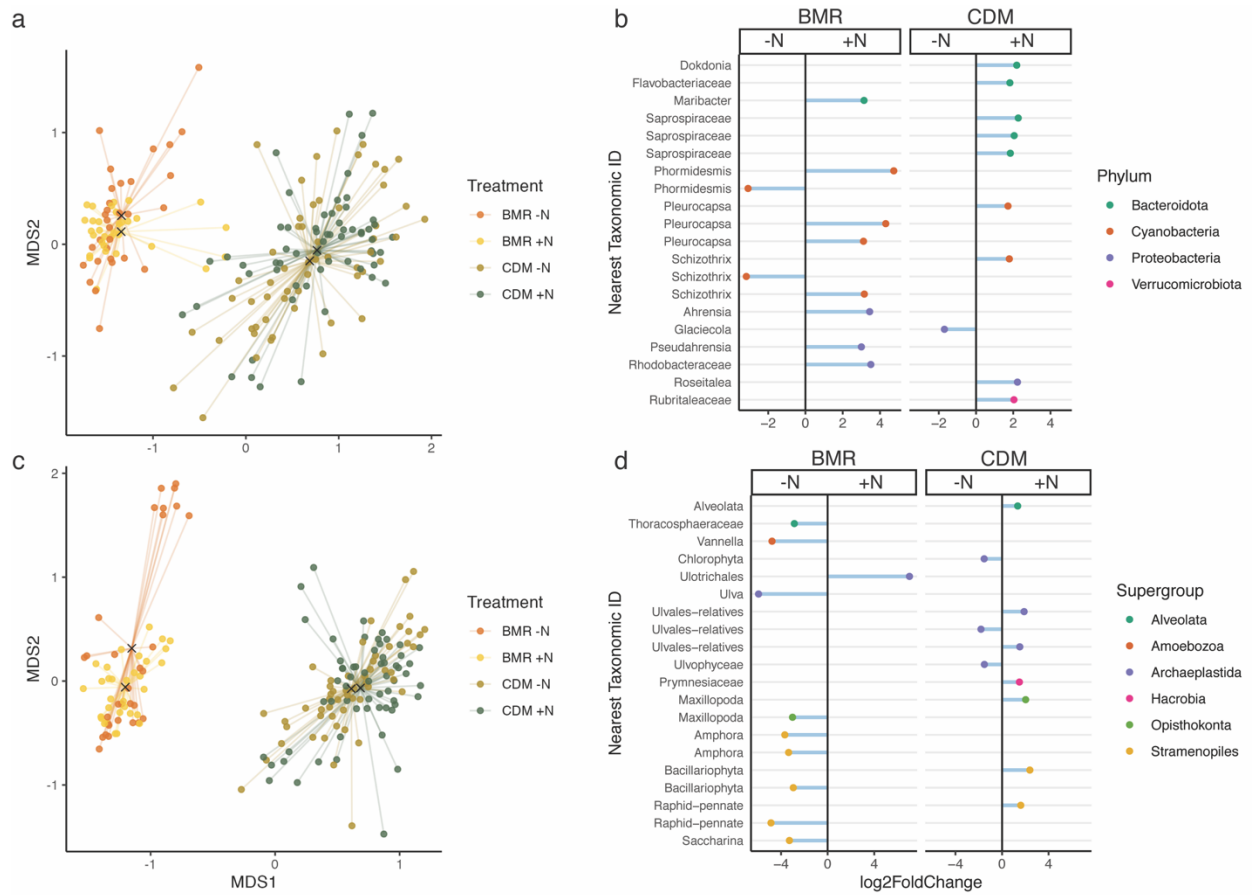 a
MDS2
1
0
-1
-1
0
1
2
Treatment
BMR -N
BMR +N
CDM -N
CDM +N
b
BMR
CDM
-N
+N
-N
+N
Nearest Taxonomic ID
Dokdonia
Flavobacteriaceae
Maribacter
Saprospiraceae
Saprospiraceae
Saprospiraceae
Phormidesmis
Phormidesmis
Pleurocapsa
Pleurocapsa
Pleurocapsa
Schizothrix
Schizothrix
Schizothrix
Ahrensia
Glaciecola
Pseudahrensia
Rhodobacteraceae
Roseitalea
Rubritaleaceae
−2
0
2
4
−2
0
2
4
Phylum
Bacteroidota
Cyanobacteria
Proteobacteria
Verrucomicrobiota
c
MDS2
2
1
0
-1
-1
0
1
MDS1
Treatment
BMR -N
BMR +N
CDM -N
CDM +N
d
BMR
CDM
-N
+N
-N
+N
Nearest Taxonomic ID
Alveolata
Thoracosphaeraceae
Vannella
Chlorophyta
Ulotrichales
Ulva
Ulvales−relatives
Ulvales−relatives
Ulvales−relatives
Ulvophyceae
Prymnesiaceae
Maxillopoda
Maxillopoda
Amphora
Amphora
Bacillariophyta
Bacillariophyta
Raphid−pennate
Raphid−pennate
Saccharina
−4
0
4
−4
0
4
log2FoldChange
Supergroup
Alveolata
Amoebozoa
Archaeplastida
Hacrobia
Opisthokonta
Stramenopiles